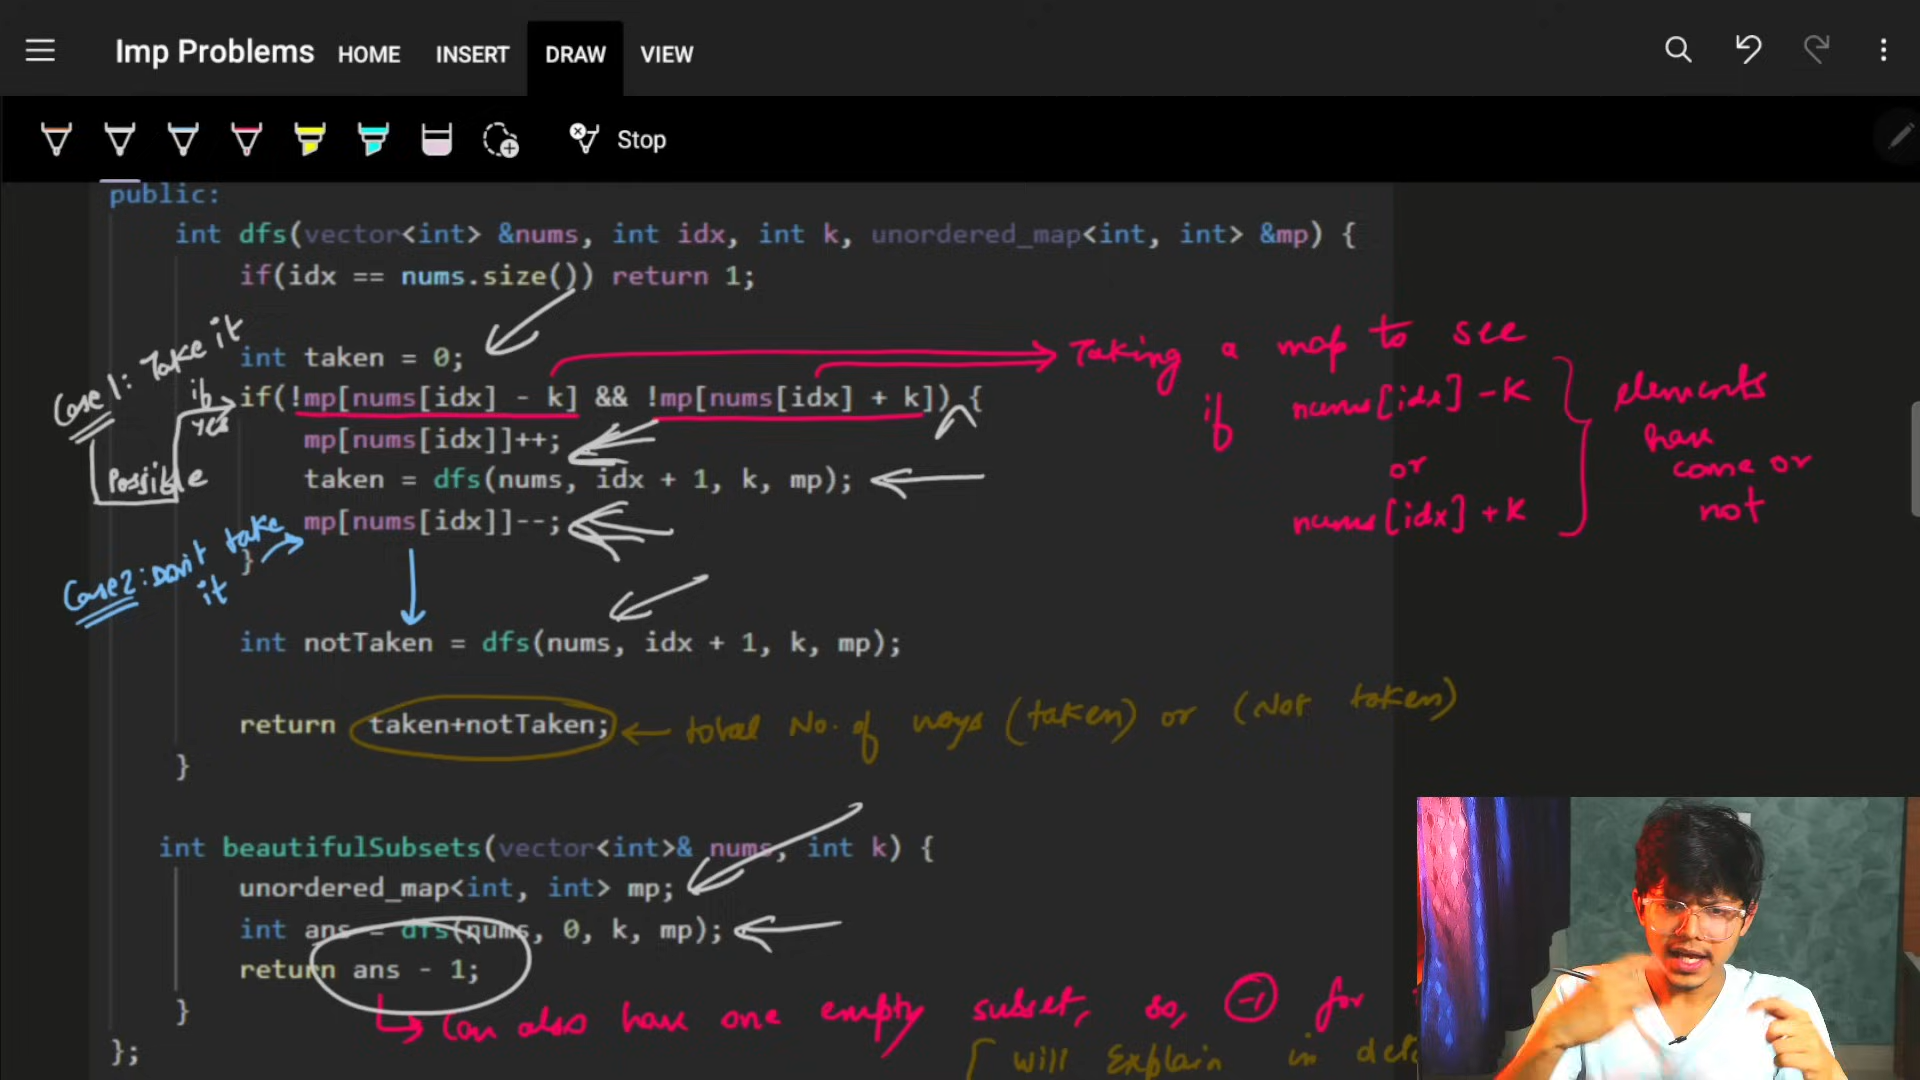 Imp Problems HOME INSERT DRAW VIEW
Stop
public:
int dfs(vector<int> &nums, int idx, int k, unordered_map<int, int> &mp) {
if(idx == nums.size()) return 1;
Case 1: Take it
if
Yes
Possible
int taken = 0;
if(!mp[nums[idx] - k] && !mp[nums[idx] + k]) {
mp[nums[idx]]++;
taken = dfs(nums, idx + 1, k, mp);
mp[nums[idx]]--;
}
Taking a map to see
if nums[idx] - K
or
nums[idx] + K
elements
have
come or
not
Case 2: Don't take
it
int notTaken = dfs(nums, idx + 1, k, mp);
return taken+notTaken;
total No. of ways (taken) or (Not taken)
}
int beautifulSubsets(vector<int>& nums, int k) {
unordered_map<int, int> mp;
int ans = dfs(nums, 0, k, mp);
return ans - 1;
}
Can also have one empty subset, so, -1 for
};
[will explain in